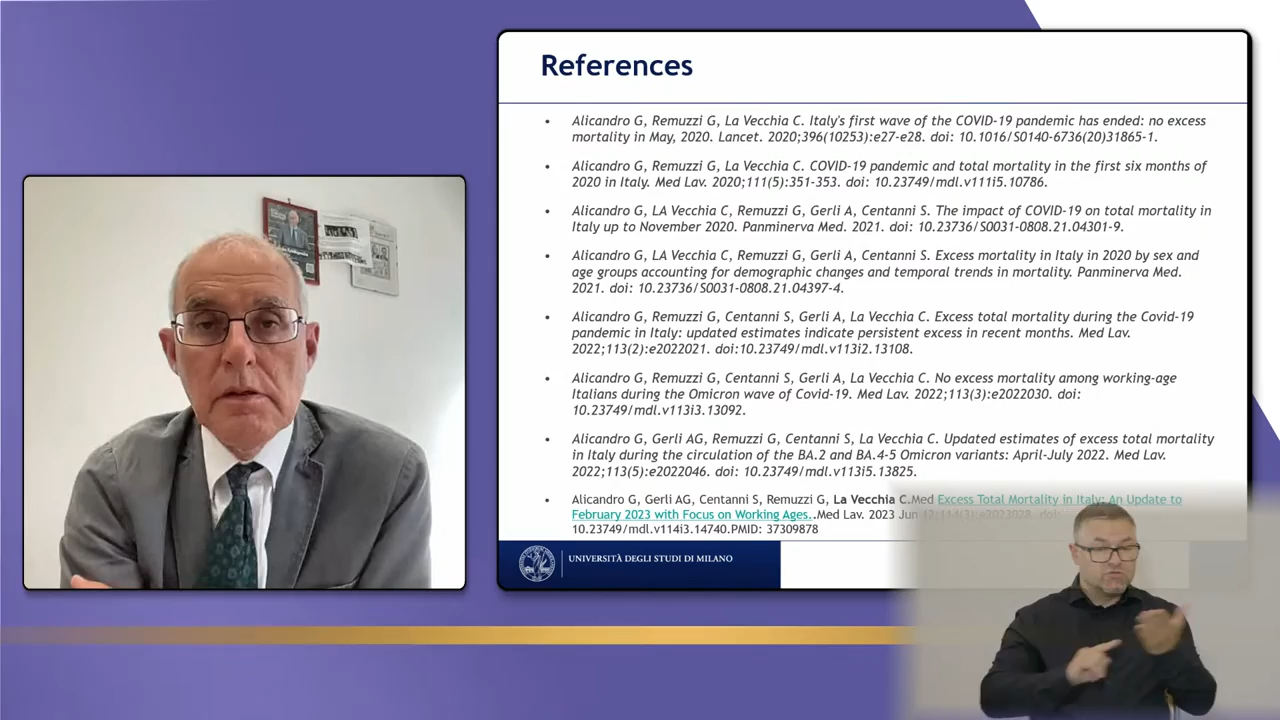 References
• Alicandro G, Remuzzi G, La Vecchia C. Italy's first wave of the COVID-19 pandemic has ended: no excess
mortality in May, 2020. Lancet. 2020;396(10253):e27-e28. doi: 10.1016/S0140-6736(20)31865-1.
• Alicandro G, Remuzzi G, La Vecchia C. COVID-19 pandemic and total mortality in the first six months of
2020 in Italy. Med Lav. 2020;111(5):351-353. doi: 10.23749/mdl.v111i5.10786.
• Alicandro G, LA Vecchia C, Remuzzi G, Gerli A, Centanni S. The impact of COVID-19 on total mortality in
Italy up to November 2020. Panminerva Med. 2021. doi: 10.23736/S0031-0808.21.04301-9.
• Alicandro G, LA Vecchia C, Remuzzi G, Gerli A, Centanni S. Excess mortality in Italy in 2020 by sex and
age groups accounting for demographic changes and temporal trends in mortality. Panminerva Med.
2021. doi: 10.23736/S0031-0808.21.04397-4.
• Alicandro G, Remuzzi G, Centanni S, Gerli A, La Vecchia C. Excess total mortality during the Covid-19
pandemic in Italy: updated estimates indicate persistent excess in recent months. Med Lav.
2022;113(2):e2022021. doi:10.23749/mdl.v113i2.13108.
• Alicandro G, Remuzzi G, Centanni S, Gerli A, La Vecchia C. No excess mortality among working-age
Italians during the Omicron wave of Covid-19. Med Lav. 2022;113(3):e2022030. doi:
10.23749/mdl.v113i3.13092.
• Alicandro G, Gerli AG, Remuzzi G, Centanni S, La Vecchia C. Updated estimates of excess total mortality
in Italy during the circulation of the BA.2 and BA.4-5 Omicron variants: April-July 2022. Med Lav.
2022;113(5):e2022046. doi: 10.23749/mdl.v113i5.13825.
• Alicandro G, Gerli AG, Centanni S, Remuzzi G, La Vecchia C.Med Excess Total Mortality in Italy: An Update to
February 2023 with Focus on Working Ages..Med Lav. 2023 Jun 12;114(3):e2023028. doi:
10.23749/mdl.v114i3.14740.PMID: 37309878
UNIVERSITÀ DEGLI STUDI DI MILANO